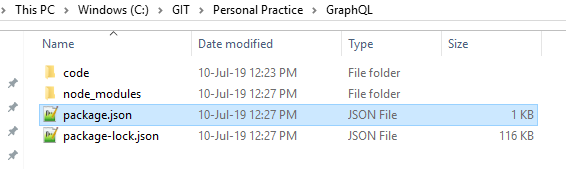 This PC > Windows (C:) > GIT > Personal Practice > GraphQL
Name Date modified Type Size
code 10-Jul-19 12:23 PM File folder
node_modules 10-Jul-19 12:27 PM File folder
package.json 10-Jul-19 12:27 PM JSON File 1 KB
package-lock.json 10-Jul-19 12:27 PM JSON File 116 KB